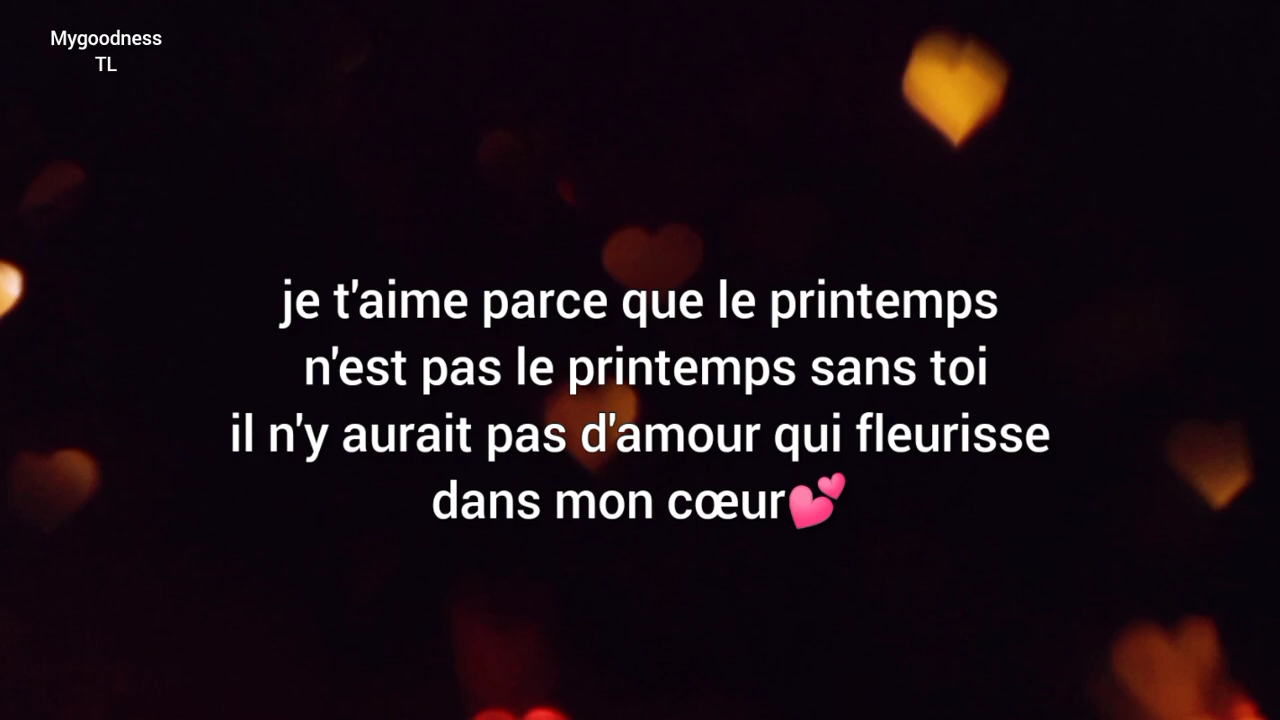 Mygoodness
TL
je t'aime parce que le printemps
n'est pas le printemps sans toi
il n'y aurait pas d'amour qui fleurisse
dans mon cœur💕